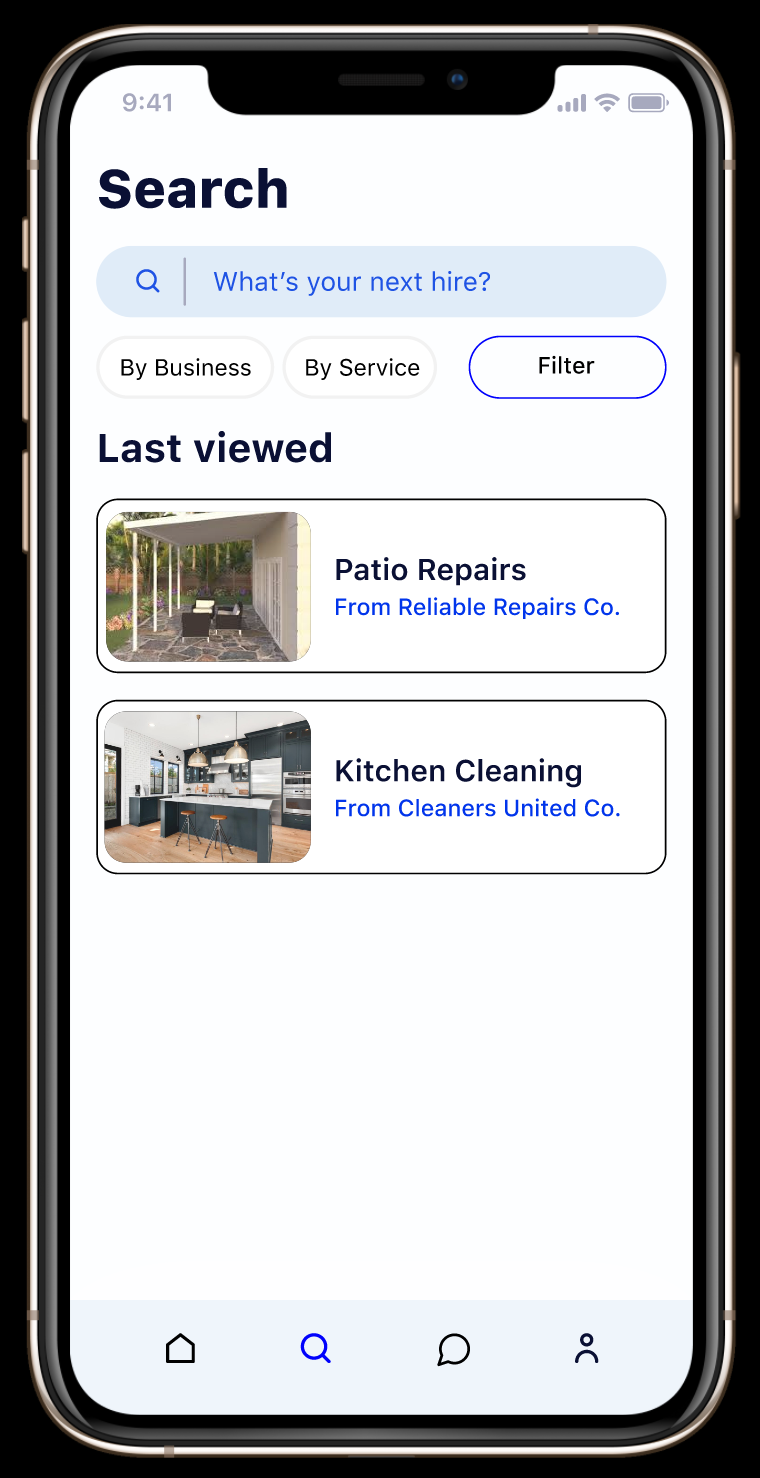 9:41
Search
What’s your next hire?
By Business
By Service
Filter
Last viewed
Patio Repairs
From Reliable Repairs Co.
Kitchen Cleaning
From Cleaners United Co.